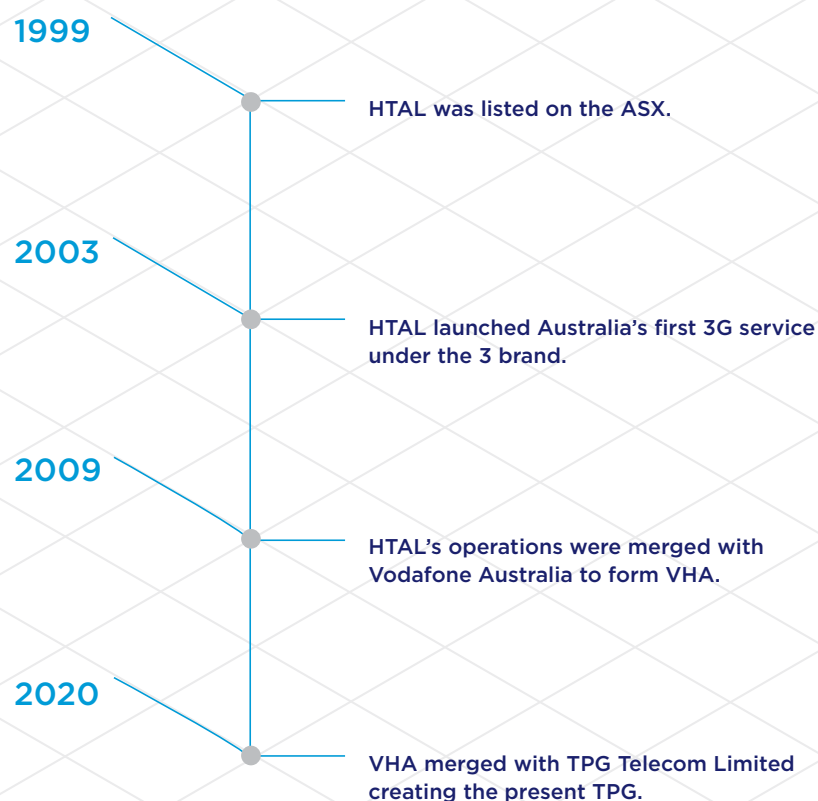 1999
HTAL was listed on the ASX.
2003
HTAL launched Australia’s first 3G service
under the 3 brand.
2009
HTAL’s operations were merged with
Vodafone Australia to form VHA.
2020
VHA merged with TPG Telecom Limited
creating the present TPG.